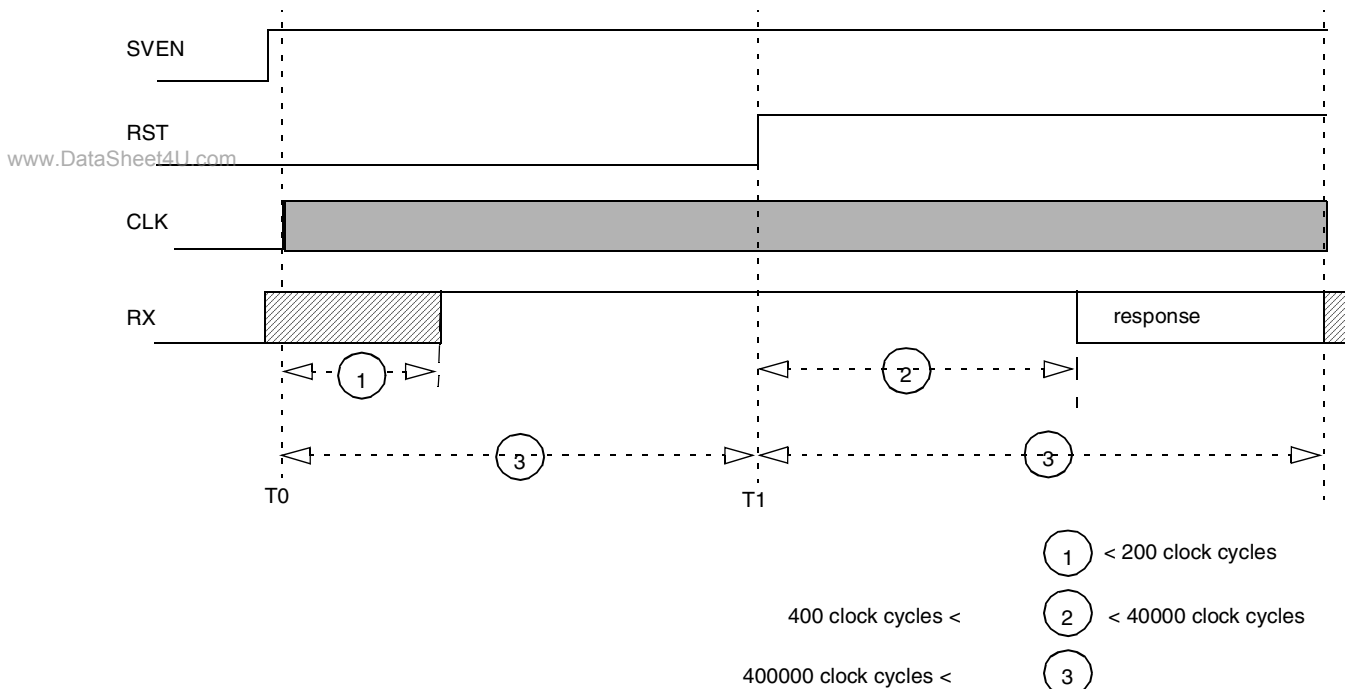 SVEN
RST
www.DataSheet4U.com
CLK
RX
response
1
2
3
3
T0
T1
1 < 200 clock cycles
400 clock cycles < 2 < 40000 clock cycles
400000 clock cycles < 3